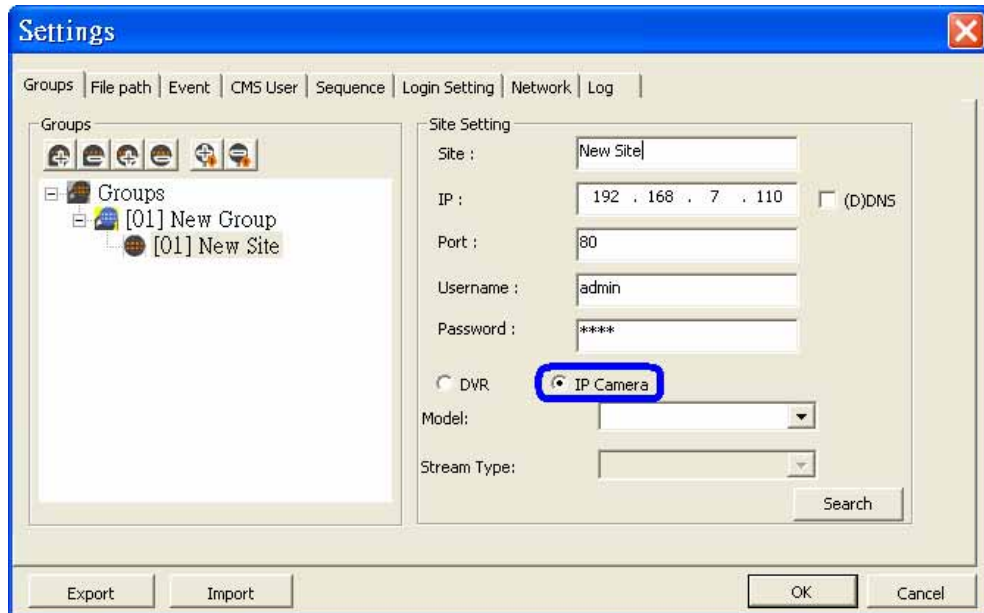 Settings
Groups File path Event CMS User Sequence Login Setting Network Log
Groups
Groups
[01] New Group
[01] New Site
Site Setting
Site : New Site
IP : 192 . 168 . 7 . 110 (D)DNS
Port : 80
Username : admin
Password : ****
DVR IP Camera
Model:
Stream Type:
Search
Export Import OK Cancel